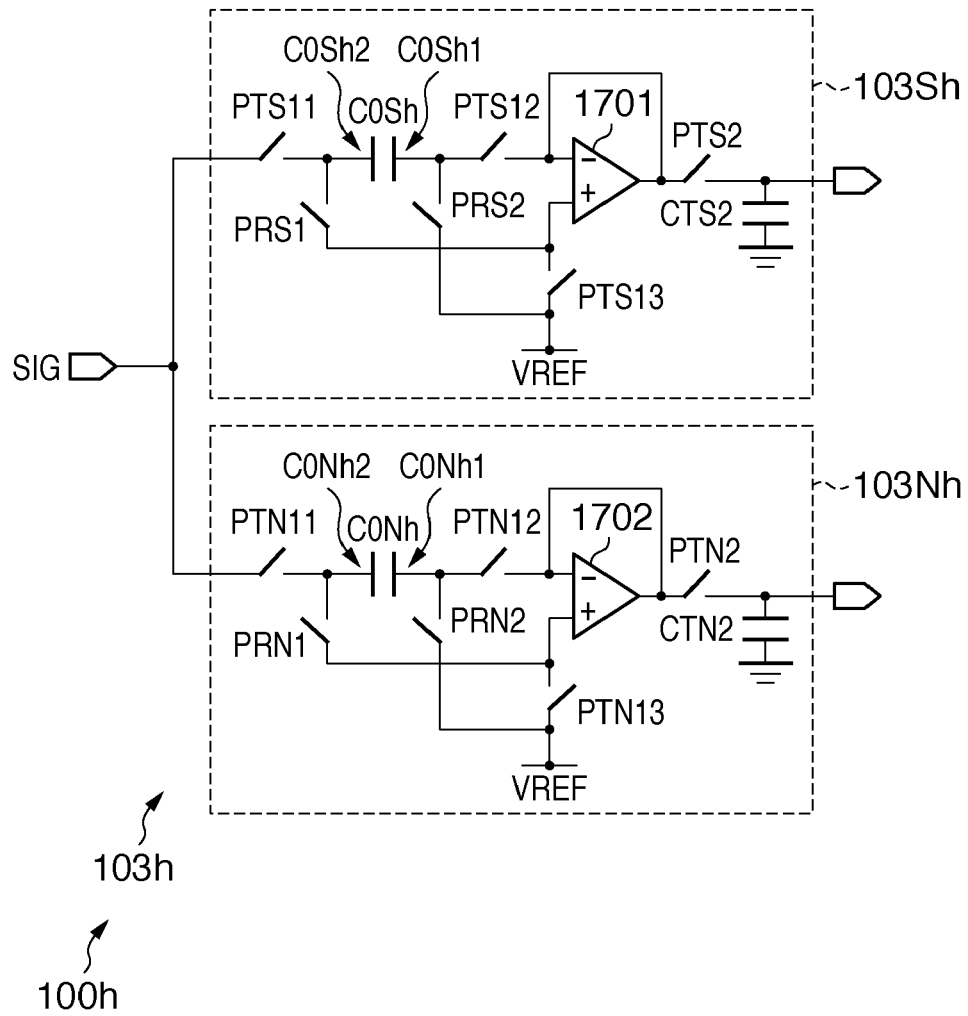 C0Sh2 C0Sh1
PTS11 C0Sh PTS12 1701 103Sh
PTS2
PRS1 PRS2 CTS2
PTS13
SIG VREF
C0Nh2 C0Nh1
PTN11 C0Nh PTN12 1702 103Nh
PTN2
PRN1 PRN2 CTN2
PTN13
VREF
103h
100h